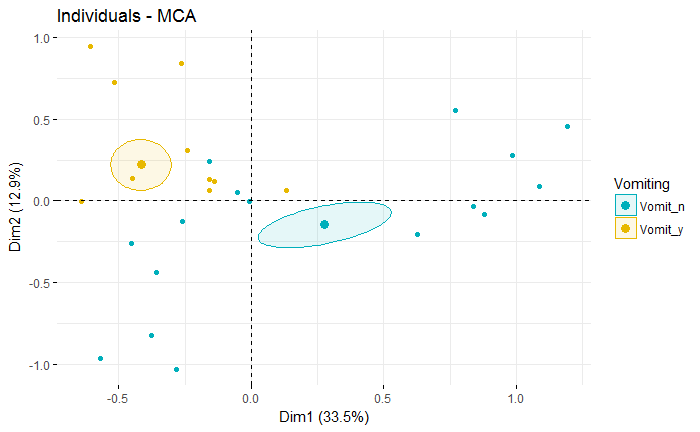 Individuals - MCA
1.0
0.5
0.0
-0.5
-1.0
Dim2 (12.9%)
-0.5
0.0
0.5
1.0
Dim1 (33.5%)
Vomiting
Vomit_n
Vomit_y